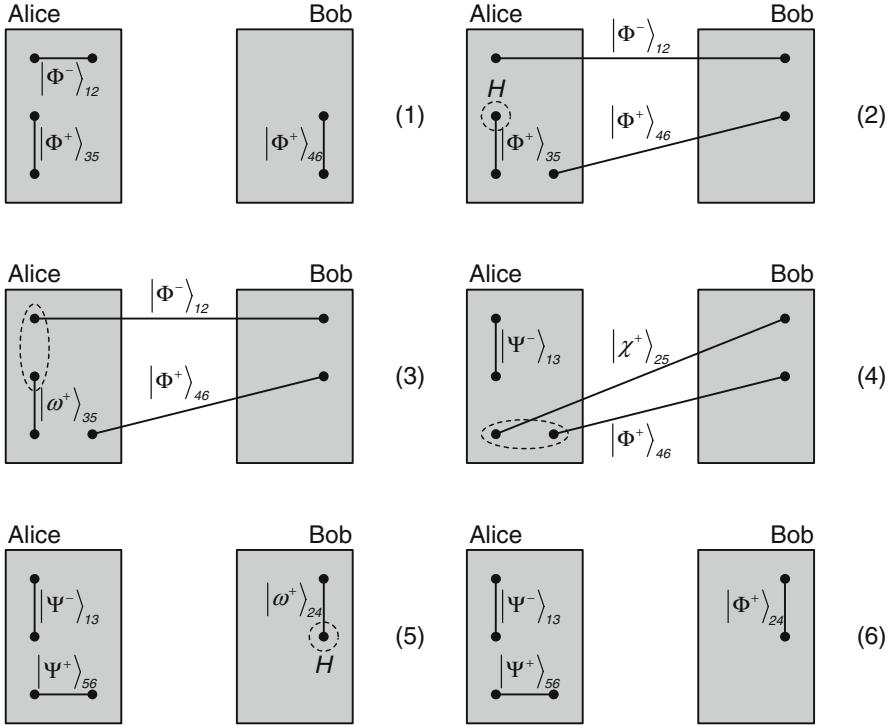 Alice Bob
|Φ⁻⟩₁₂
|Φ⁺⟩₃₅ |Φ⁺⟩₄₆ (1)
Alice Bob
|Φ⁻⟩₁₂
H
|Φ⁺⟩₄₆
|Φ⁺⟩₃₅ (2)
Alice Bob
|Φ⁻⟩₁₂
|Φ⁺⟩₄₆
|ω⁺⟩₃₅ (3)
Alice Bob
|Ψ⁻⟩₁₃ |χ⁺⟩₂₅
|Φ⁺⟩₄₆ (4)
Alice Bob
|Ψ⁻⟩₁₃ |ω⁺⟩₂₄
H
|Ψ⁺⟩₅₆ (5)
Alice Bob
|Ψ⁻⟩₁₃ |Φ⁺⟩₂₄
|Ψ⁺⟩₅₆ (6)